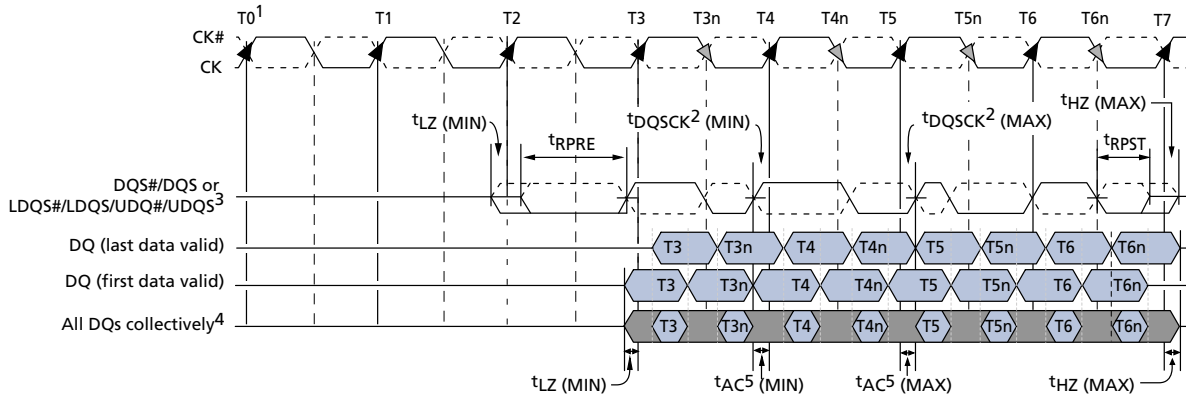 T0¹ T1 T2 T3 T3n T4 T4n T5 T5n T6 T6n T7
CK#
CK
tHZ (MAX)
tLZ (MIN) tDQSCK² (MIN) tDQSCK² (MAX)
tRPRE tRPST
DQS#/DQS or
LDQS#/LDQS/UDQ#/UDQS³
DQ (last data valid) T3 T3n T4 T4n T5 T5n T6 T6n
DQ (first data valid) T3 T3n T4 T4n T5 T5n T6 T6n
All DQs collectively⁴ T3 T3n T4 T4n T5 T5n T6 T6n
tLZ (MIN) tAC⁵ (MIN) tAC⁵ (MAX) tHZ (MAX)